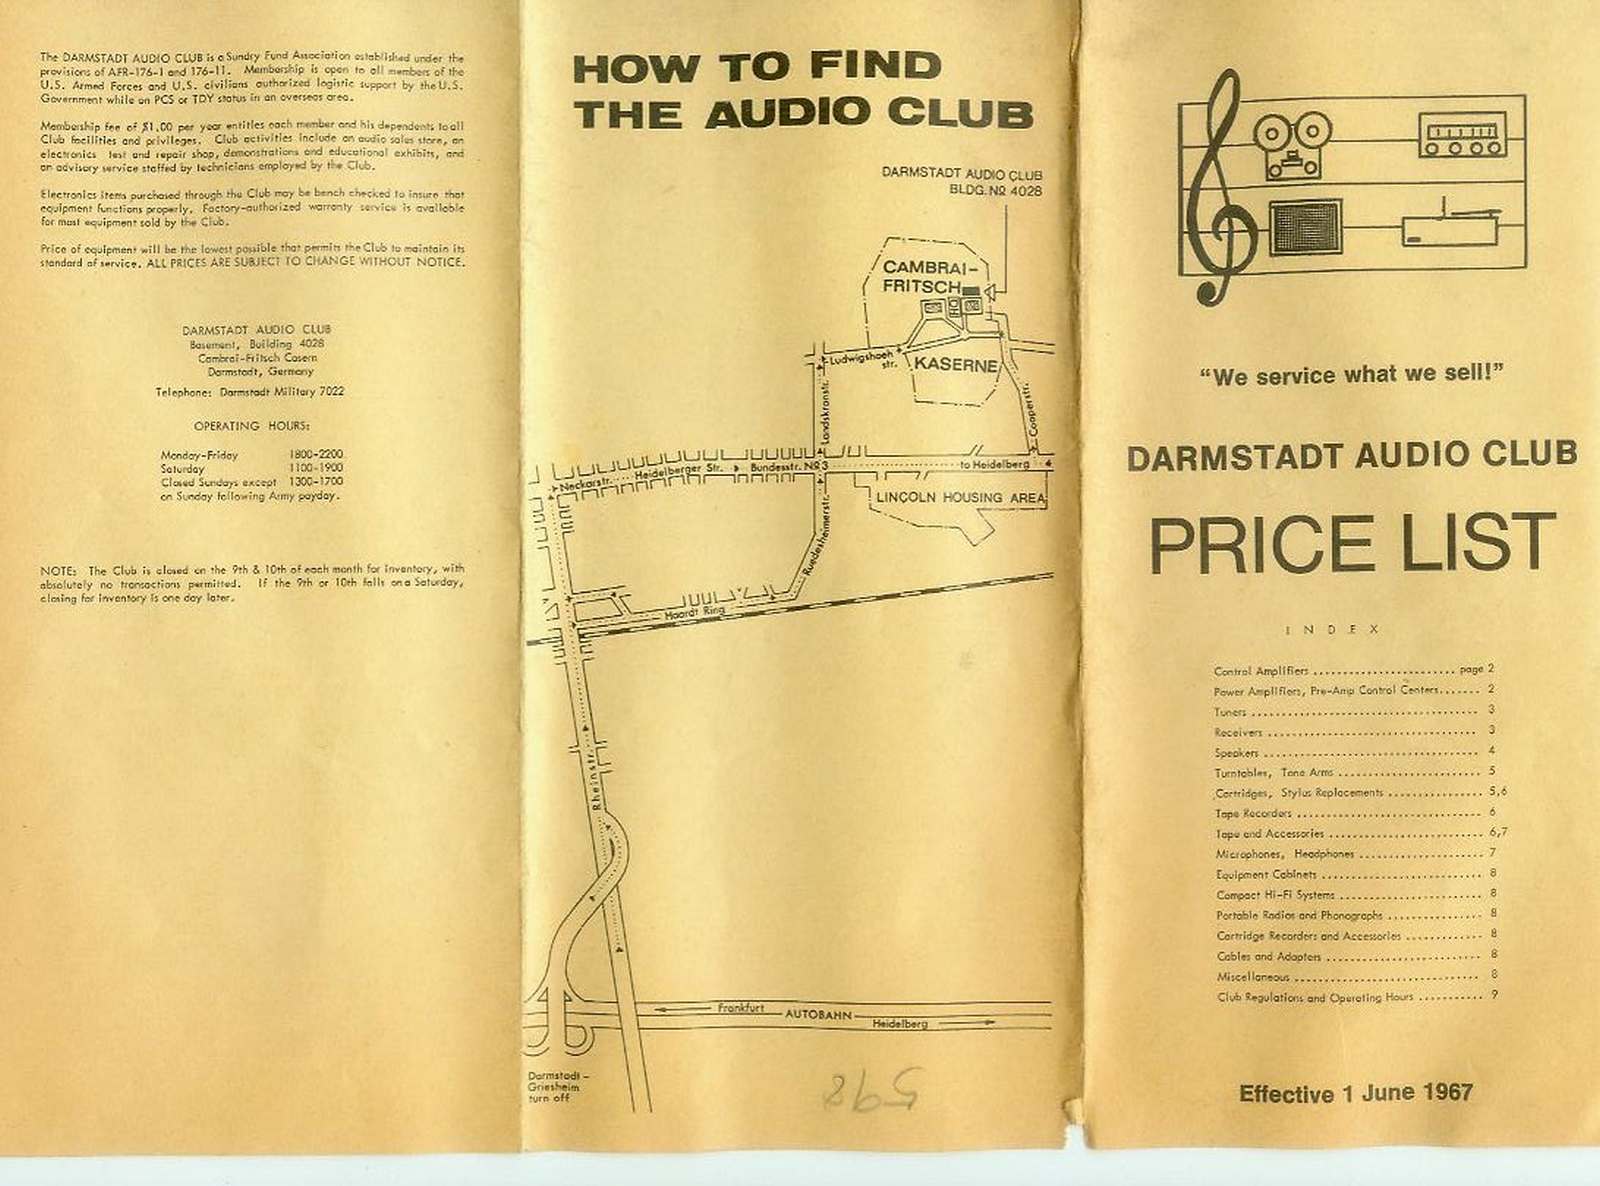 The DARMSTADT AUDIO CLUB is a Sundry Fund Association established under the
provisions of AFR-176-1 and 176-11. Membership is open to all members of the
U.S. Armed Forces and U.S. civilians authorized logistic support by the U.S.
Government while on PCS or TDY status in an overseas area.
Membership fee of $1.00 per year entitles each member and his dependents to all
Club facilities and privileges. Club activities include an audio sales store, an
electronics test and repair shop, demonstrations and educational exhibits, and
an advisory service staffed by technicians employed by the Club.
Electronics items purchased through the Club may be bench checked to insure that
equipment functions properly. Factory-authorized warranty service is available
for most equipment sold by the Club.
Price of equipment will be the lowest possible that permits the Club to maintain its
standard of service. ALL PRICES ARE SUBJECT TO CHANGE WITHOUT NOTICE.
DARMSTADT AUDIO CLUB
Basement, Building 4028
Cambrai-Fritsch Casern
Darmstadt, Germany
Telephone: Darmstadt Military 7022
OPERATING HOURS:
Monday-Friday 1800-2200
Saturday 1100-1900
Closed Sundays except 1300-1700
on Sunday following Army payday.
NOTE: The Club is closed on the 9th & 10th of each month for inventory, with
absolutely no transactions permitted. If the 9th or 10th falls on a Saturday,
closing for inventory is one day later.
HOW TO FIND
THE AUDIO CLUB
DARMSTADT AUDIO CLUB
BLDG. Nº 4028
CAMBRAI-
FRITSCH
KASERNE
Ludwigshoeh
str.
Landskronstr.
Cooperstr.
Neckarstr. Heidelberger Str. Bundesstr. Nº 3 to Heidelberg
LINCOLN HOUSING AREA
Ruedesheimerstr.
Haardt Ring
Rheinstr.
Frankfurt AUTOBAHN Heidelberg
Darmstadt-
Griesheim
turn off
598
"We service what we sell!"
DARMSTADT AUDIO CLUB
PRICE LIST
INDEX
Control Amplifiers ........................ page 2
Power Amplifiers, Pre-Amp Control Centers....... 2
Tuners ...................................... 3
Receivers ................................... 3
Speakers .................................... 4
Turntables, Tone Arms ........................ 5
Cartridges, Stylus Replacements ................ 5,6
Tape Recorders ............................... 6
Tape and Accessories .......................... 6,7
Microphones, Headphones ..................... 7
Equipment Cabinets ........................... 8
Compact Hi-Fi Systems ........................ 8
Portable Radios and Phonographs ................ 8
Cartridge Recorders and Accessories ............. 8
Cables and Adapters .......................... 8
Miscellaneous ................................ 8
Club Regulations and Operating Hours ........... 9
Effective 1 June 1967